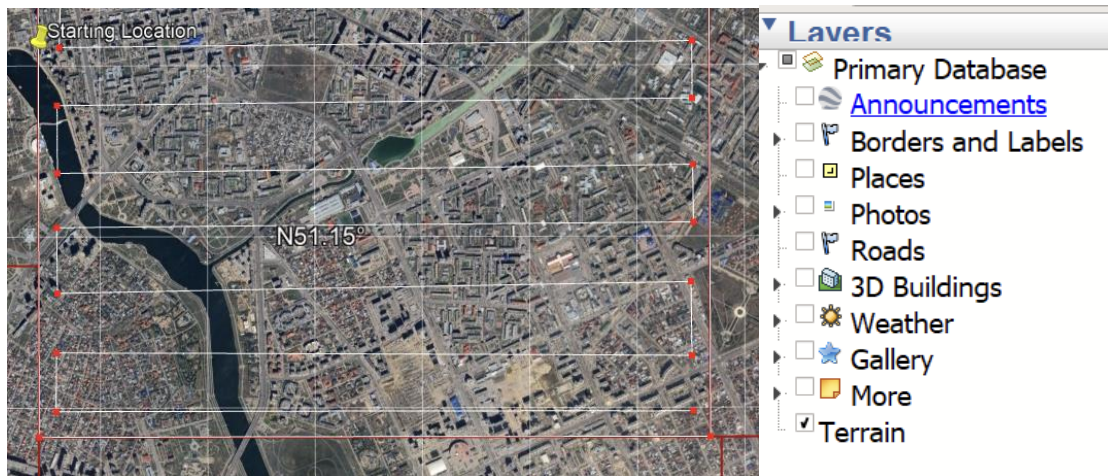 Starting Location
N51.15°
Layers
Primary Database
Announcements
Borders and Labels
Places
Photos
Roads
3D Buildings
Weather
Gallery
More
Terrain